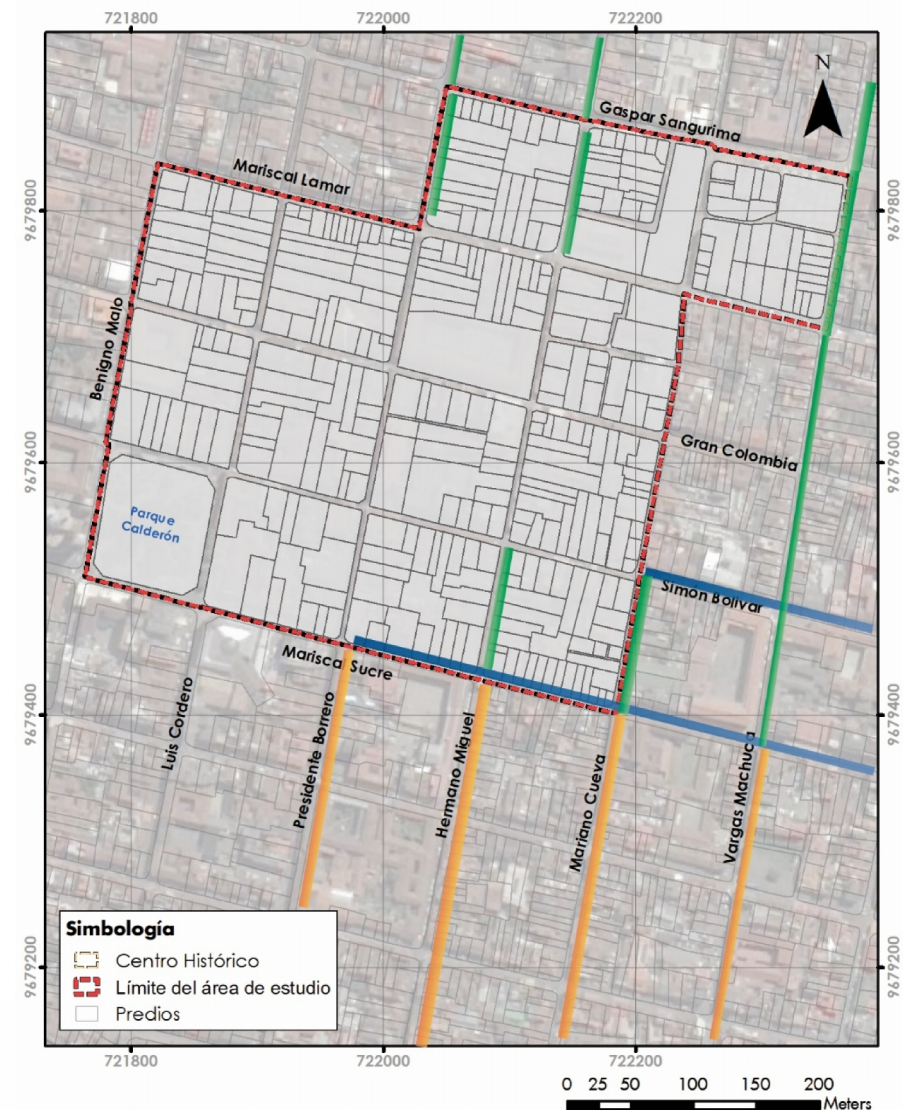 721800
722000
722200
N
Gaspar Sangurima
Mariscal Lamar
9679800
9679800
Benigno Malo
Gran Colombia
9679600
9679600
Parque
Calderón
Simón Bolívar
Mariscal Sucre
9679400
9679400
Luis Cordero
Presidente Borrero
Hermano Miguel
Mariano Cueva
Vargas Machuca
9679200
9679200
Simbología
Centro Histórico
Límite del área de estudio
Predios
721800
722000
722200
0 25 50 100 150 200
Meters